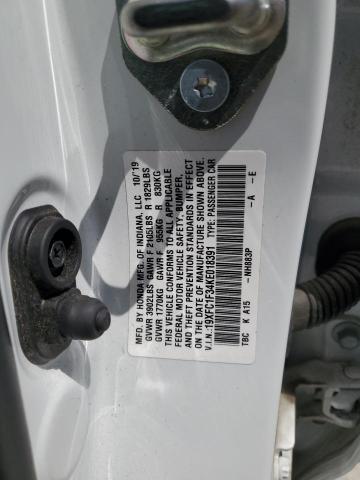 MFD. BY HONDA MFG. OF INDIANA, LLC 10/'19
GVWR 3902LBS GAWR F 2105LBS R 1829LBS
GVWR 1770KG GAWR F 955KG R 830KG
THIS VEHICLE CONFORMS TO ALL APPLICABLE
FEDERAL MOTOR VEHICLE SAFETY, BUMPER,
AND THEFT PREVENTION STANDARDS IN EFFECT
ON THE DATE OF MANUFACTURE SHOWN ABOVE.
V.I.N.:19XFC1F34KE018391 TYPE: PASSENGER CAR
-NH883P -A -E
TBC K A15